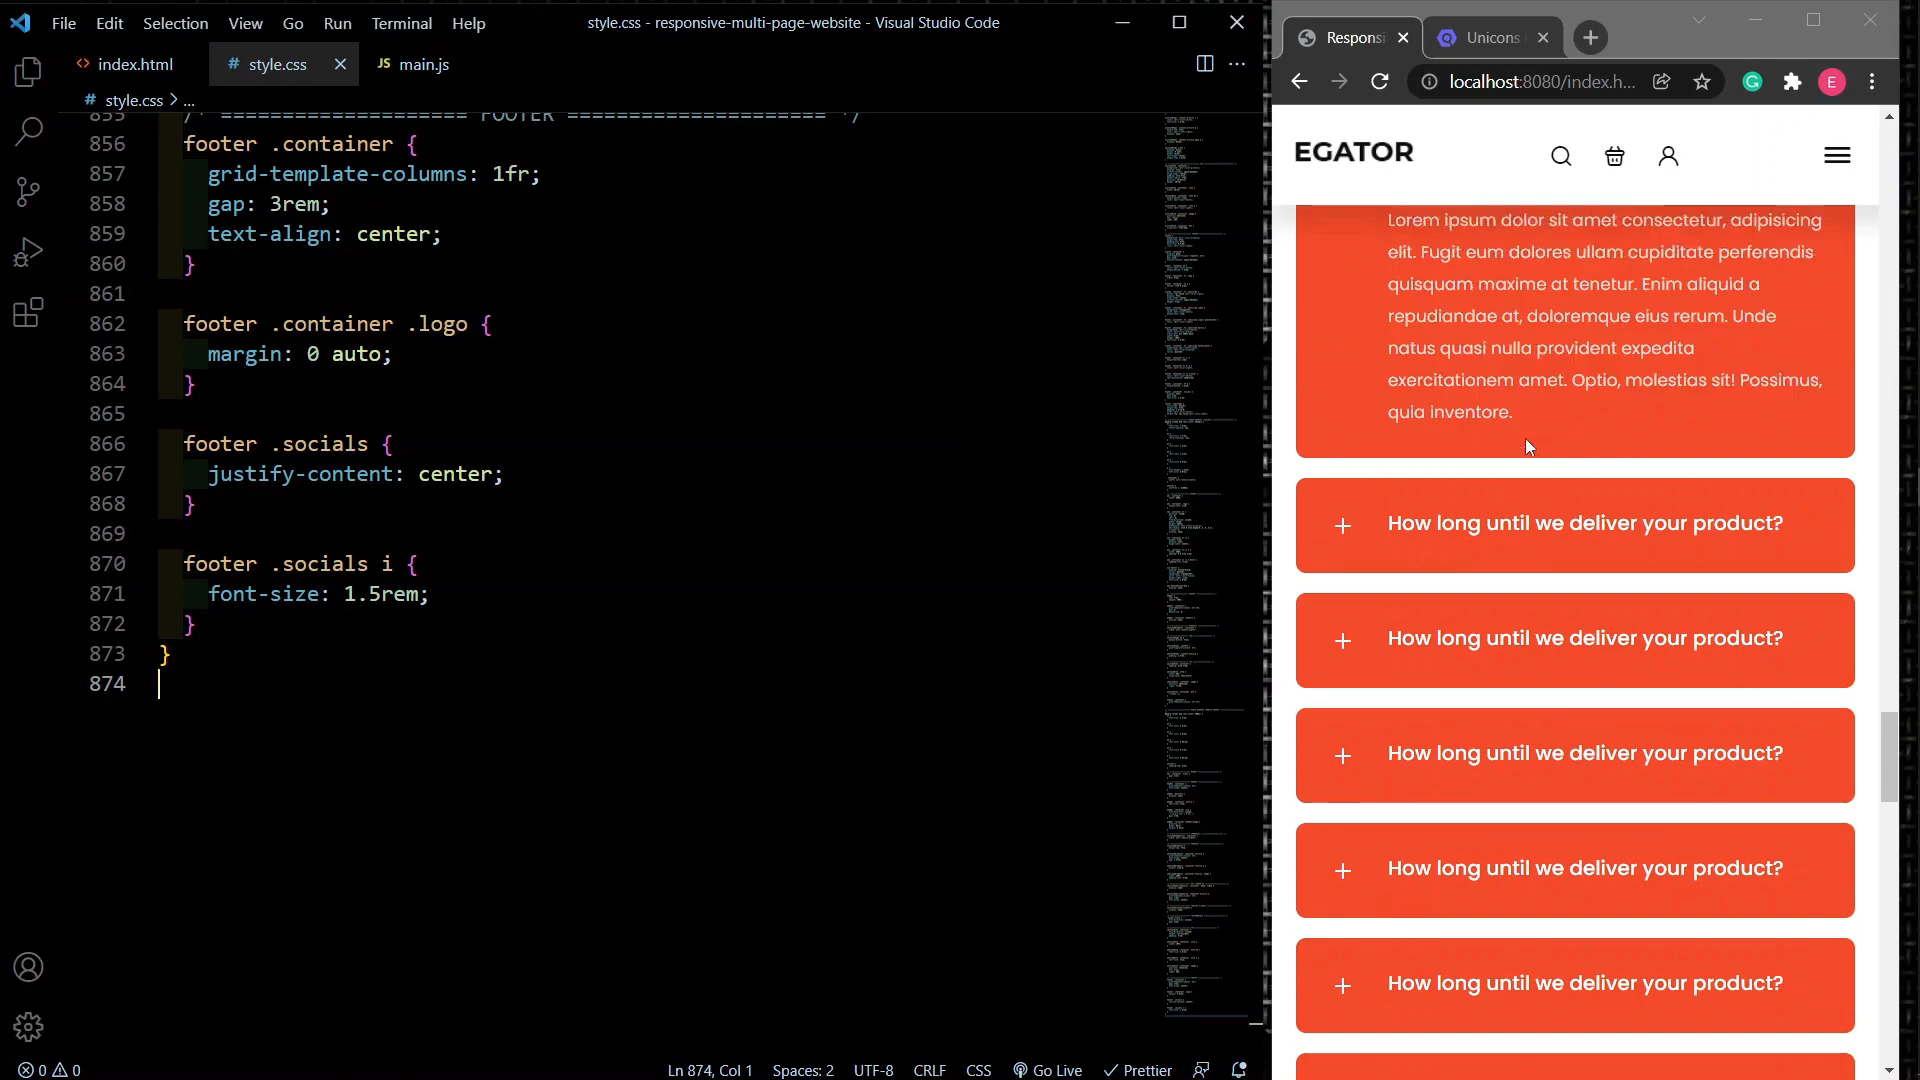 File Edit Selection View Go Run Terminal Help
style.css - responsive-multi-page-website - Visual Studio Code
<> index.html
# style.css
JS main.js
# style.css > ...
855 /* ==================== FOOTER ===================== */
856 footer .container {
857 grid-template-columns: 1fr;
858 gap: 3rem;
859 text-align: center;
860 }
861
862 footer .container .logo {
863 margin: 0 auto;
864 }
865
866 footer .socials {
867 justify-content: center;
868 }
869
870 footer .socials i {
871 font-size: 1.5rem;
872 }
873 }
874
0 0
Ln 874, Col 1 Spaces: 2 UTF-8 CRLF CSS Go Live Prettier
Responsi
Unicons
localhost:8080/index.h...
E
EGATOR
Lorem ipsum dolor sit amet consectetur, adipisicing
elit. Fugit eum dolores ullam cupiditate perferendis
quisquam maxime at tenetur. Enim aliquid a
repudiandae at, doloremque eius rerum. Unde
natus quasi nulla provident expedita
exercitationem amet. Optio, molestias sit! Possimus,
quia inventore.
+ How long until we deliver your product?
+ How long until we deliver your product?
+ How long until we deliver your product?
+ How long until we deliver your product?
+ How long until we deliver your product?